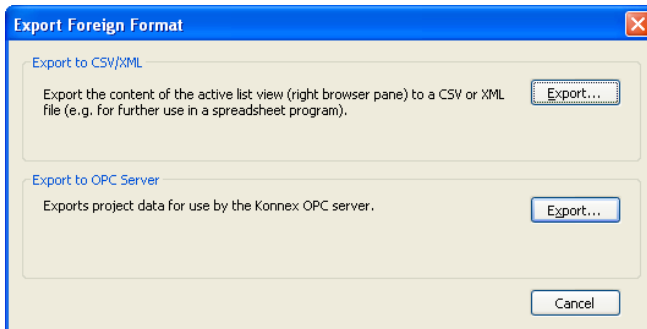 Export Foreign Format
Export to CSV/XML
Export the content of the active list view (right browser pane) to a CSV or XML
file (e.g. for further use in a spreadsheet program).
Export...
Export to OPC Server
Exports project data for use by the Konnex OPC server.
Export...
Cancel